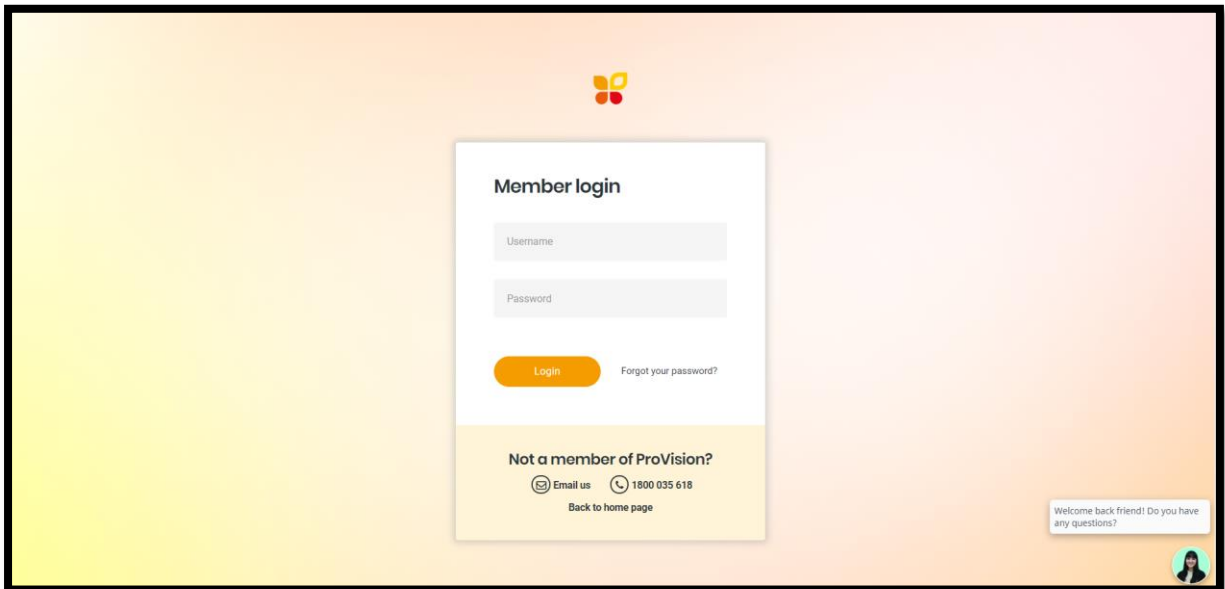 Member login
Username
Password
Login Forgot your password?
Not a member of ProVision?
Email us 1800 035 618
Back to home page
Welcome back friend! Do you have
any questions?